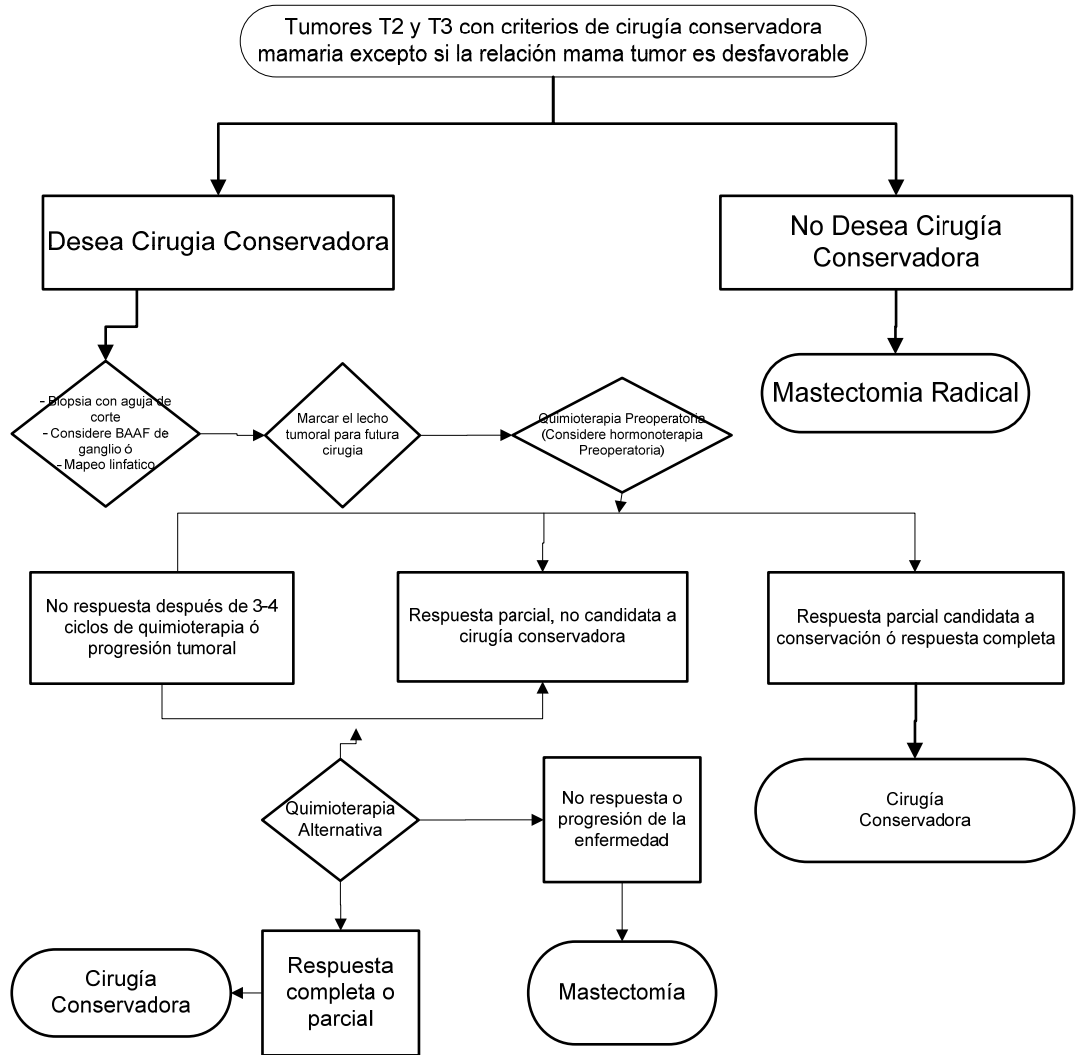 Tumores T2 y T3 con criterios de cirugía conservadora
mamaria excepto si la relación mama tumor es desfavorable
Desea Cirugia Conservadora
No Desea Cirugía
Conservadora
Mastectomia Radical
- Biopsia con aguja de
corte
- Considere BAAF de
ganglio ó
- Mapeo linfatico
Marcar el lecho
tumoral para futura
cirugia
Quimioterapia Preoperatoria
(Considere hormonoterapia
Preoperatoria)
No respuesta después de 3-4
ciclos de quimioterapia ó
progresión tumoral
Respuesta parcial, no candidata a
cirugía conservadora
Respuesta parcial candidata a
conservación ó respuesta completa
Quimioterapia
Alternativa
No respuesta o
progresión de la
enfermedad
Cirugía
Conservadora
Cirugía
Conservadora
Respuesta
completa o
parcial
Mastectomía